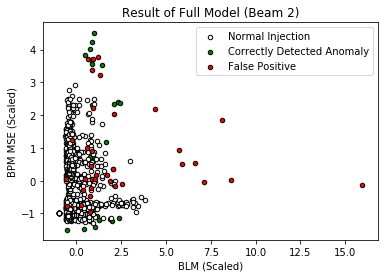 Result of Full Model (Beam 2)
Normal Injection
Correctly Detected Anomaly
False Positive
BPM MSE (Scaled)
4
3
2
1
0
−1
0.0 2.5 5.0 7.5 10.0 12.5 15.0
BLM (Scaled)